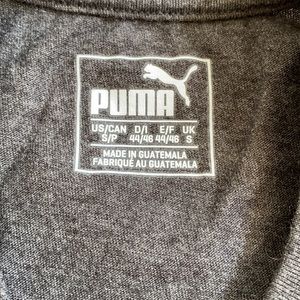 PUMA
US/CAN D/I E/F UK
S/P 44/46 44/46 S
MADE IN GUATEMALA
FABRIQUÉ AU GUATEMALA